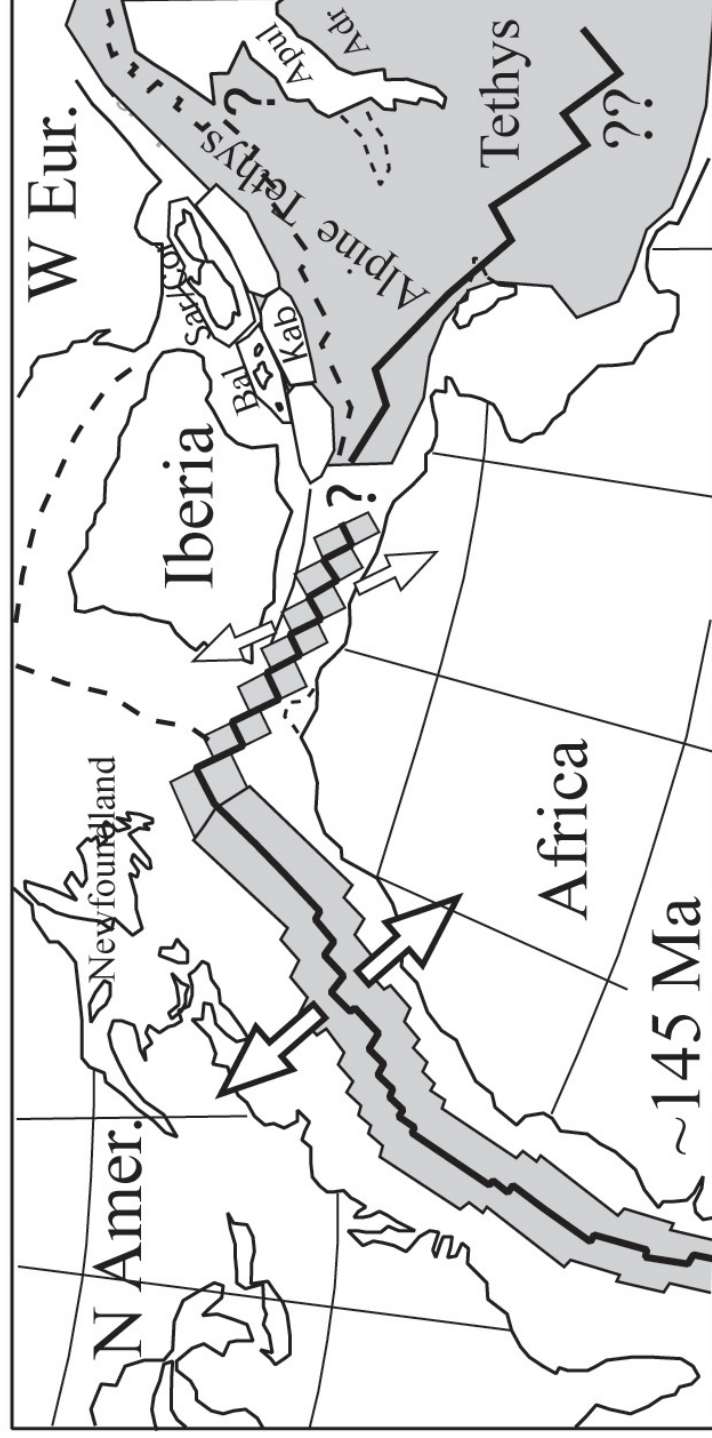 N Amer.
Newfoundland
W Eur.
Iberia
Sar/Cor
Bal
Kab
Alpine Tethys
?
Apul
Adr
Tethys
??
?
Africa
~145 Ma